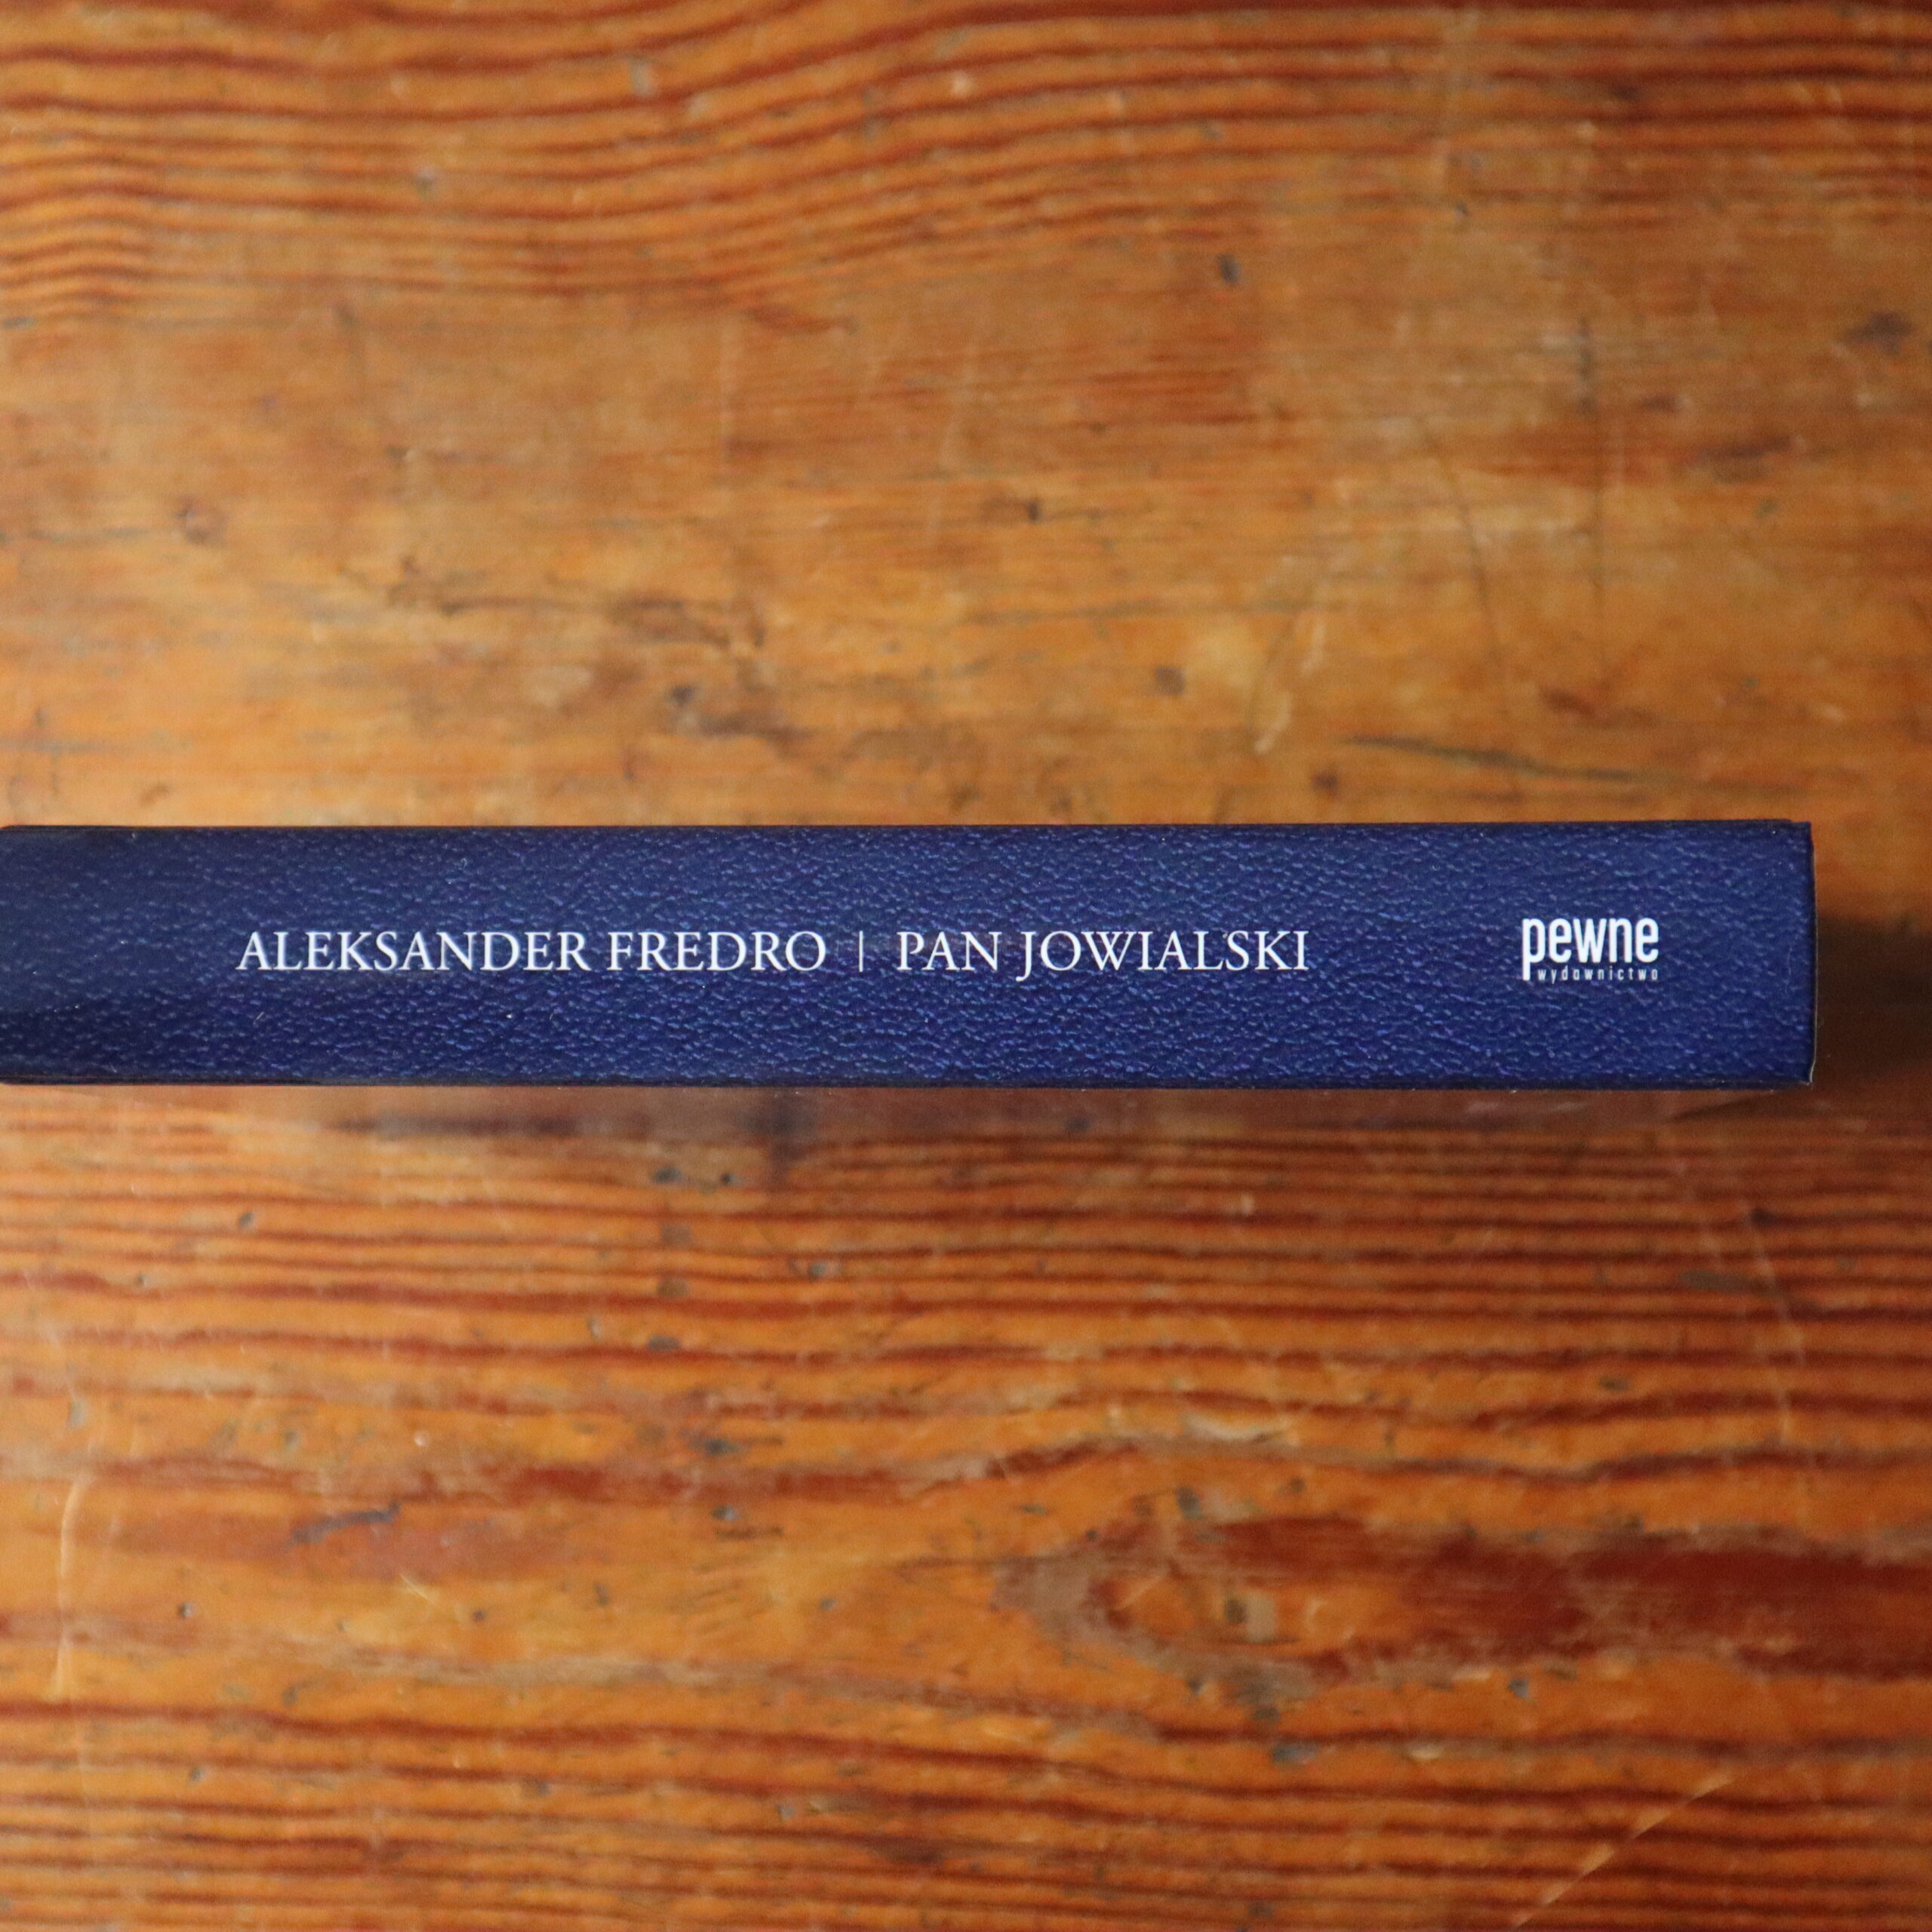 ALEKSANDER FREDRO | PAN JOWIALSKI
pewne
wydawnictwo